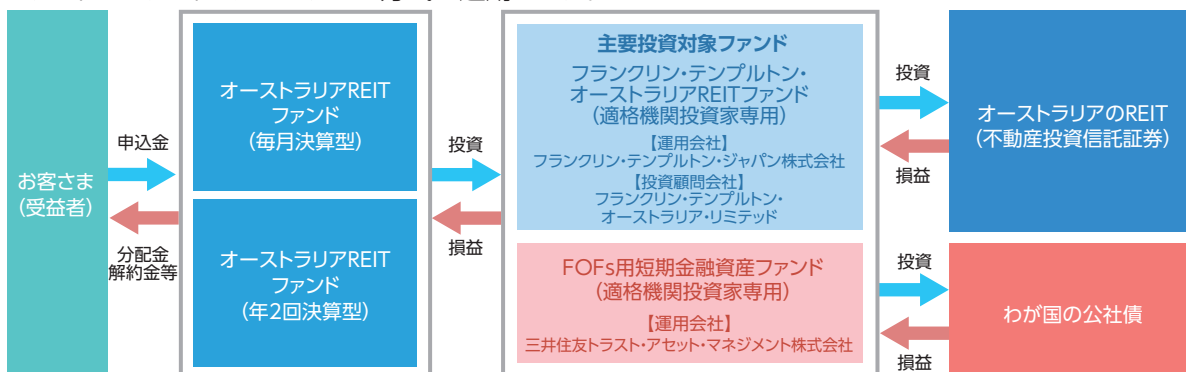 お客さま
(受益者)
申込金
分配金
解約金等
オーストラリアREIT
ファンド
(毎月決算型)
オーストラリアREIT
ファンド
(年2回決算型)
投資
損益
主要投資対象ファンド
フランクリン・テンプルトン・
オーストラリアREITファンド
(適格機関投資家専用)
【運用会社】
フランクリン・テンプルトン・ジャパン株式会社
【投資顧問会社】
フランクリン・テンプルトン・
オーストラリア・リミテッド
FOFs用短期金融資産ファンド
(適格機関投資家専用)
【運用会社】
三井住友トラスト・アセット・マネジメント株式会社
投資
損益
オーストラリアのREIT
(不動産投資信託証券)
投資
損益
わが国の公社債